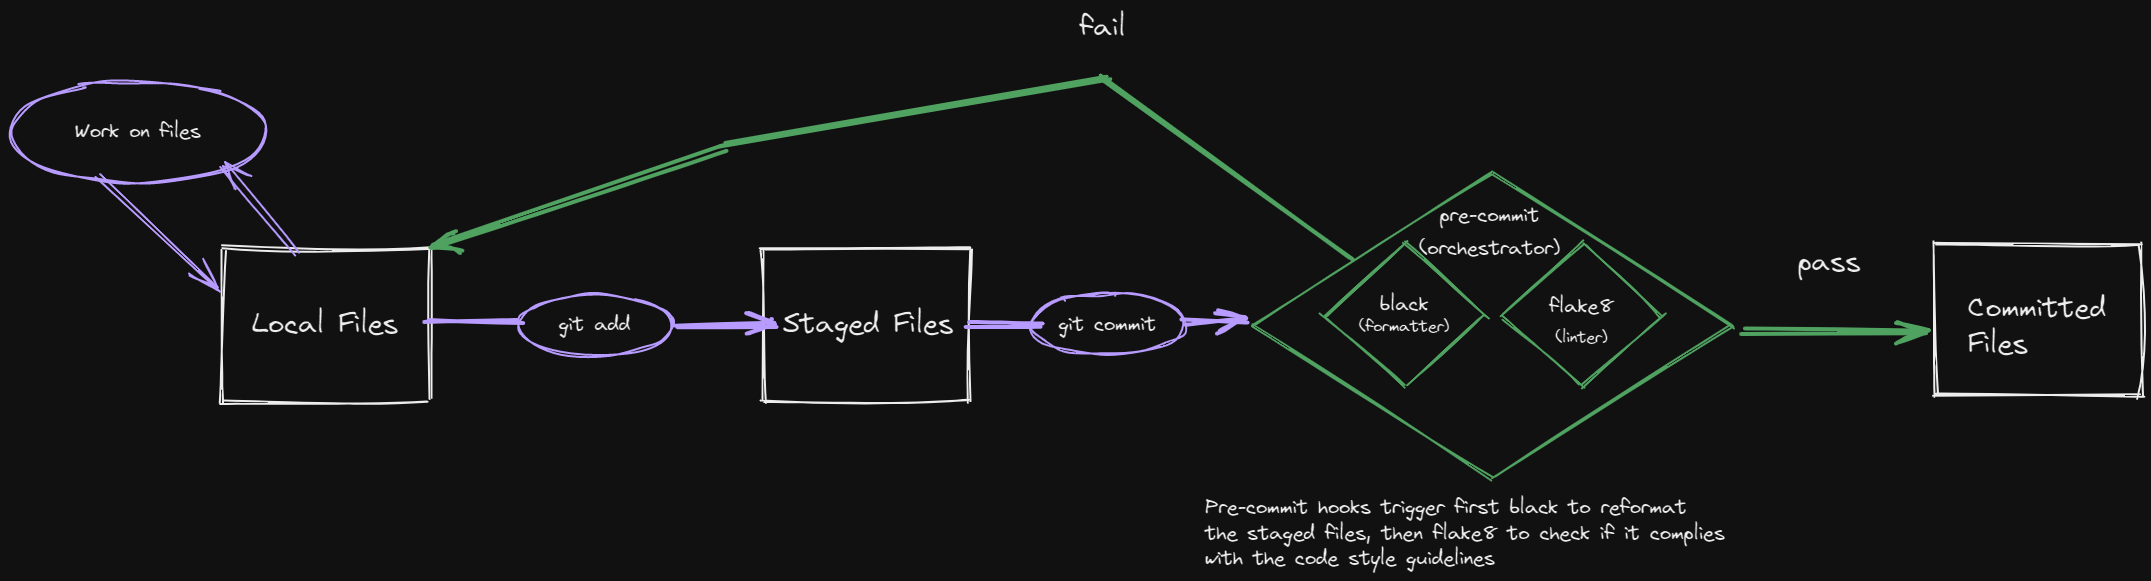 fail
Work on files
Local Files
git add
Staged Files
git commit
pre-commit
(orchestrator)
black
(formatter)
flake8
(linter)
pass
Committed
Files
Pre-commit hooks trigger first black to reformat
the staged files, then flake8 to check if it complies
with the code style guidelines